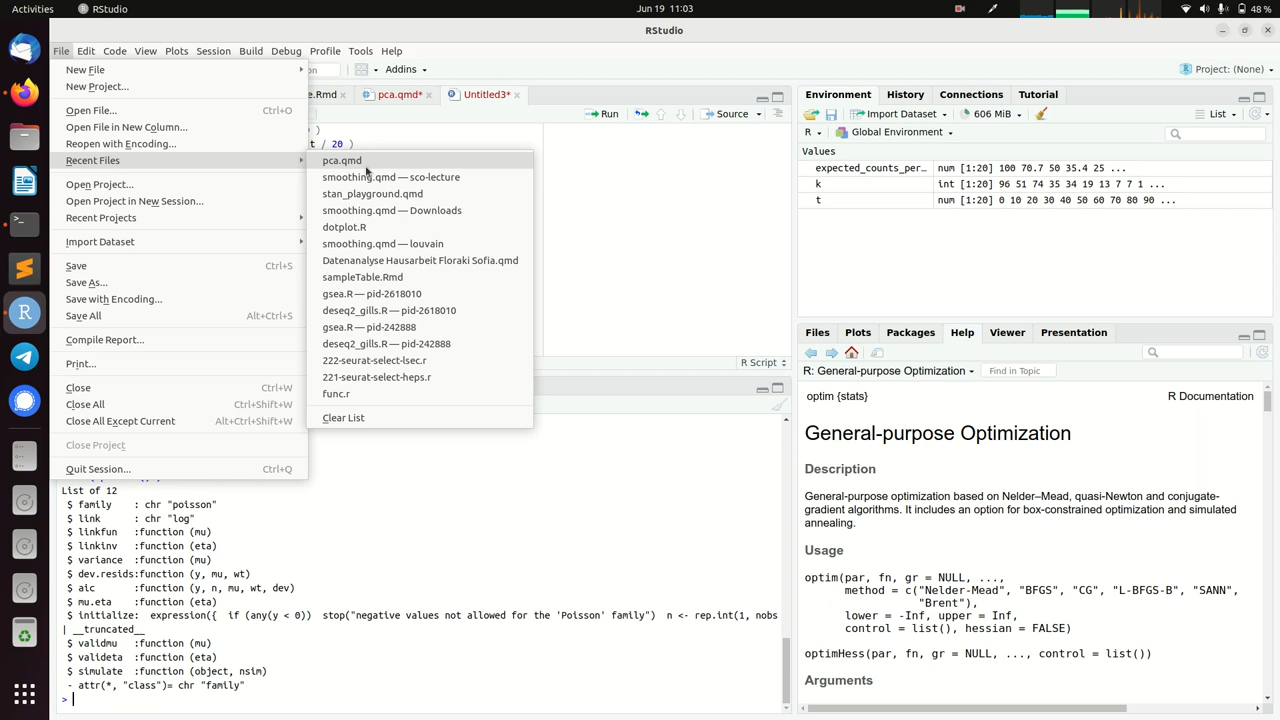 Activities
RStudio
Jun 19 11:03
48 %
RStudio
File Edit Code View Plots Session Build Debug Profile Tools Help
Addins
Project: (None)
New File
New Project...
Open File... Ctrl+O
Open File in New Column...
Reopen with Encoding...
Recent Files
Open Project...
Open Project in New Session...
Recent Projects
Import Dataset
Save Ctrl+S
Save As...
Save with Encoding...
Save All Alt+Ctrl+S
Compile Report...
Print...
Close Ctrl+W
Close All Ctrl+Shift+W
Close All Except Current Alt+Ctrl+Shift+W
Close Project
Quit Session... Ctrl+Q
pca.qmd
smoothing.qmd — sco-lecture
stan_playground.qmd
smoothing.qmd — Downloads
dotplot.R
smoothing.qmd — louvain
Datenanalyse Hausarbeit Floraki Sofia.qmd
sampleTable.Rmd
gsea.R — pid-2618010
deseq2_gills.R — pid-2618010
gsea.R — pid-242888
deseq2_gills.R — pid-242888
222-seurat-select-lsec.r
221-seurat-select-heps.r
func.r
Clear List
e.Rmd
pca.qmd*
Untitled3*
Run
Source
)
t / 20 )
R Script
List of 12
$ family : chr "poisson"
$ link : chr "log"
$ linkfun :function (mu)
$ linkinv :function (eta)
$ variance :function (mu)
$ dev.resids:function (y, mu, wt)
$ aic :function (y, n, mu, wt, dev)
$ mu.eta :function (eta)
$ initialize: expression({ if (any(y < 0)) stop("negative values not allowed for the 'Poisson' family") n <- rep.int(1, nobs
| __truncated__
$ validmu :function (mu)
$ valideta :function (eta)
$ simulate :function (object, nsim)
- attr(*, "class")= chr "family"
>
Environment History Connections Tutorial
Import Dataset
606 MiB
List
R
Global Environment
Values
expected_counts_per… num [1:20] 100 70.7 50 35.4 25 ...
k int [1:20] 96 51 74 35 34 19 13 7 7 1 ...
t num [1:20] 0 10 20 30 40 50 60 70 80 90 ...
Files Plots Packages Help Viewer Presentation
R: General-purpose Optimization
Find in Topic
optim {stats} R Documentation
General-purpose Optimization
Description
General-purpose optimization based on Nelder–Mead, quasi-Newton and conjugate-
gradient algorithms. It includes an option for box-constrained optimization and simulated
annealing.
Usage
optim(par, fn, gr = NULL, ...,
method = c("Nelder-Mead", "BFGS", "CG", "L-BFGS-B", "SANN",
"Brent"),
lower = -Inf, upper = Inf,
control = list(), hessian = FALSE)
optimHess(par, fn, gr = NULL, ..., control = list())
Arguments